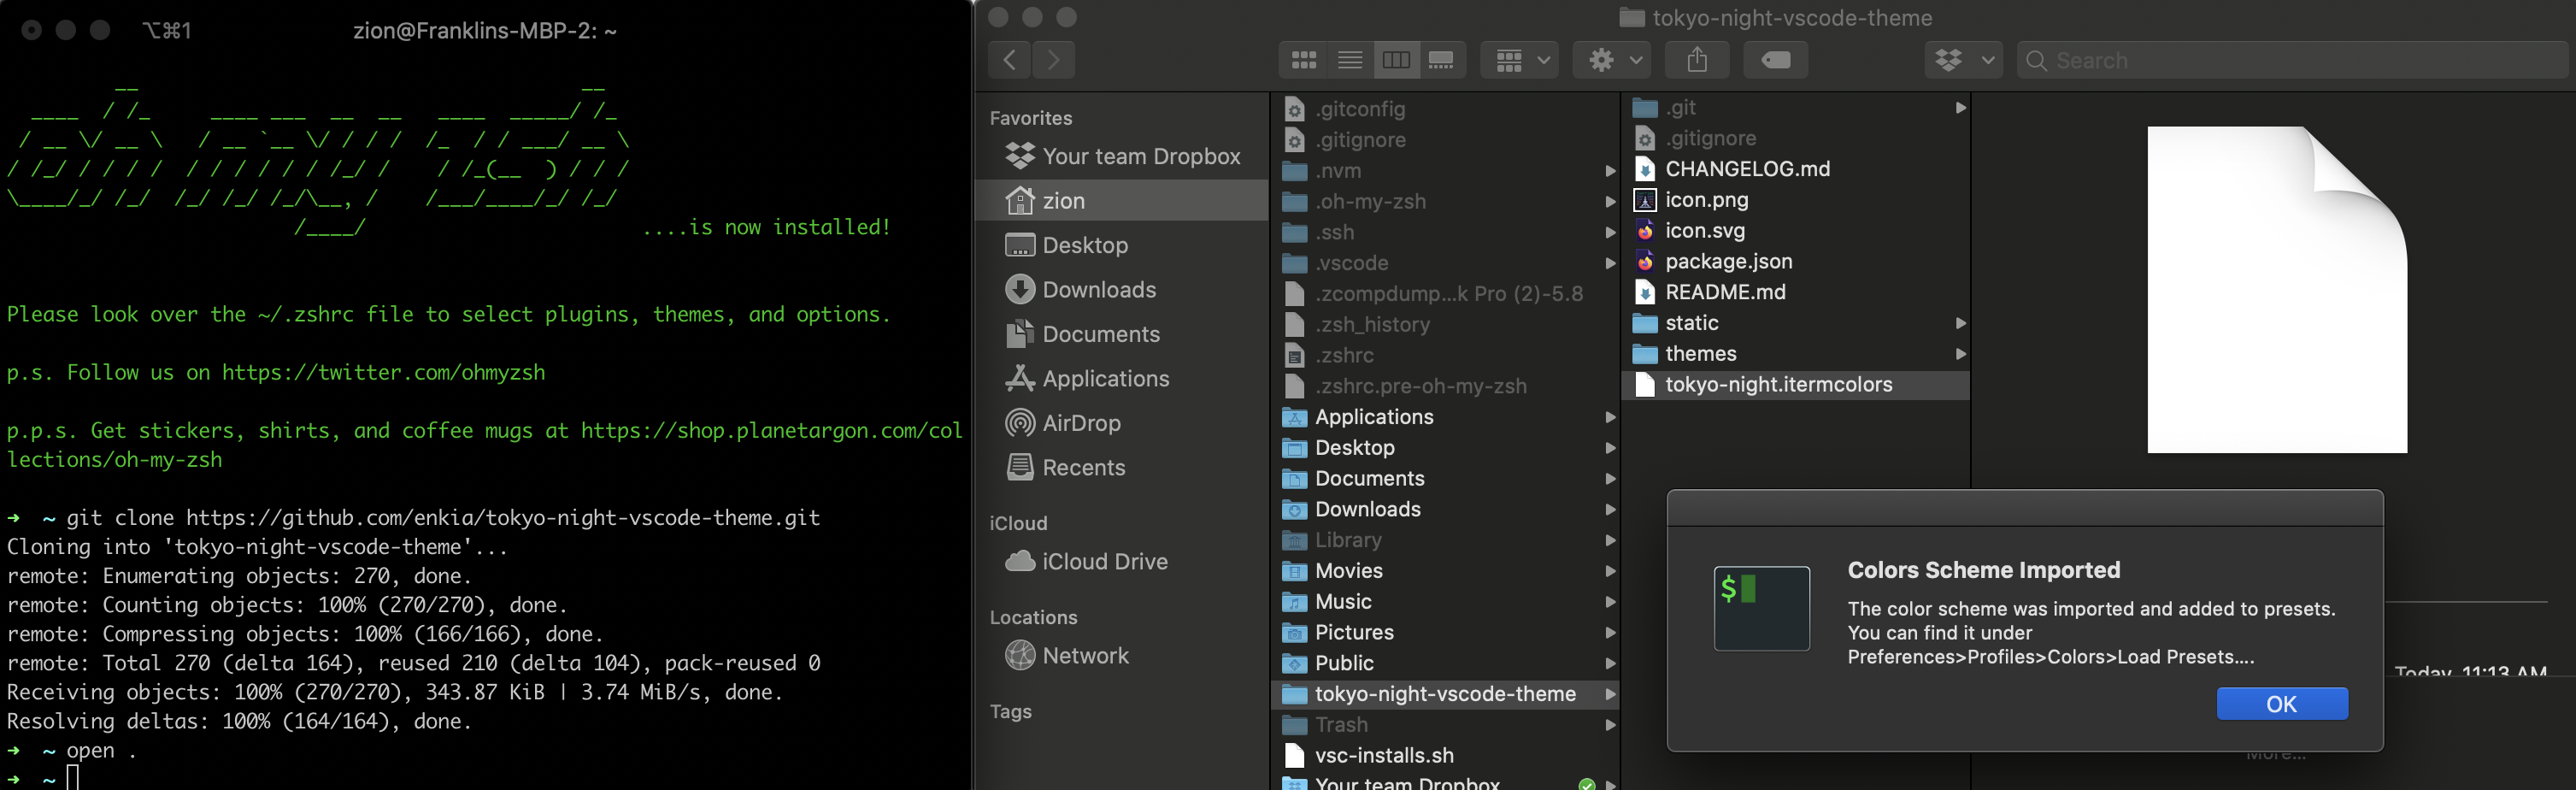 ⌥⌘1
zion@Franklins-MBP-2: ~
oh my zsh
....is now installed!
Please look over the ~/.zshrc file to select plugins, themes, and options.
p.s. Follow us on https://twitter.com/ohmyzsh
p.p.s. Get stickers, shirts, and coffee mugs at https://shop.planetargon.com/col
lections/oh-my-zsh
➜  ~ git clone https://github.com/enkia/tokyo-night-vscode-theme.git
Cloning into 'tokyo-night-vscode-theme'...
remote: Enumerating objects: 270, done.
remote: Counting objects: 100% (270/270), done.
remote: Compressing objects: 100% (166/166), done.
remote: Total 270 (delta 164), reused 210 (delta 104), pack-reused 0
Receiving objects: 100% (270/270), 343.87 KiB | 3.74 MiB/s, done.
Resolving deltas: 100% (164/164), done.
➜  ~ open .
➜  ~
tokyo-night-vscode-theme
Search
Favorites
Your team Dropbox
zion
Desktop
Downloads
Documents
Applications
AirDrop
Recents
iCloud
iCloud Drive
Locations
Network
Tags
.gitconfig
.gitignore
.nvm
.oh-my-zsh
.ssh
.vscode
.zcompdump...k Pro (2)-5.8
.zsh_history
.zshrc
.zshrc.pre-oh-my-zsh
Applications
Desktop
Documents
Downloads
Library
Movies
Music
Pictures
Public
tokyo-night-vscode-theme
Trash
vsc-installs.sh
Your team Dropbox
.git
.gitignore
CHANGELOG.md
icon.png
icon.svg
package.json
README.md
static
themes
tokyo-night.itermcolors
$
Colors Scheme Imported
The color scheme was imported and added to presets.
You can find it under
Preferences>Profiles>Colors>Load Presets....
OK
Today, 11:13 AM
More...